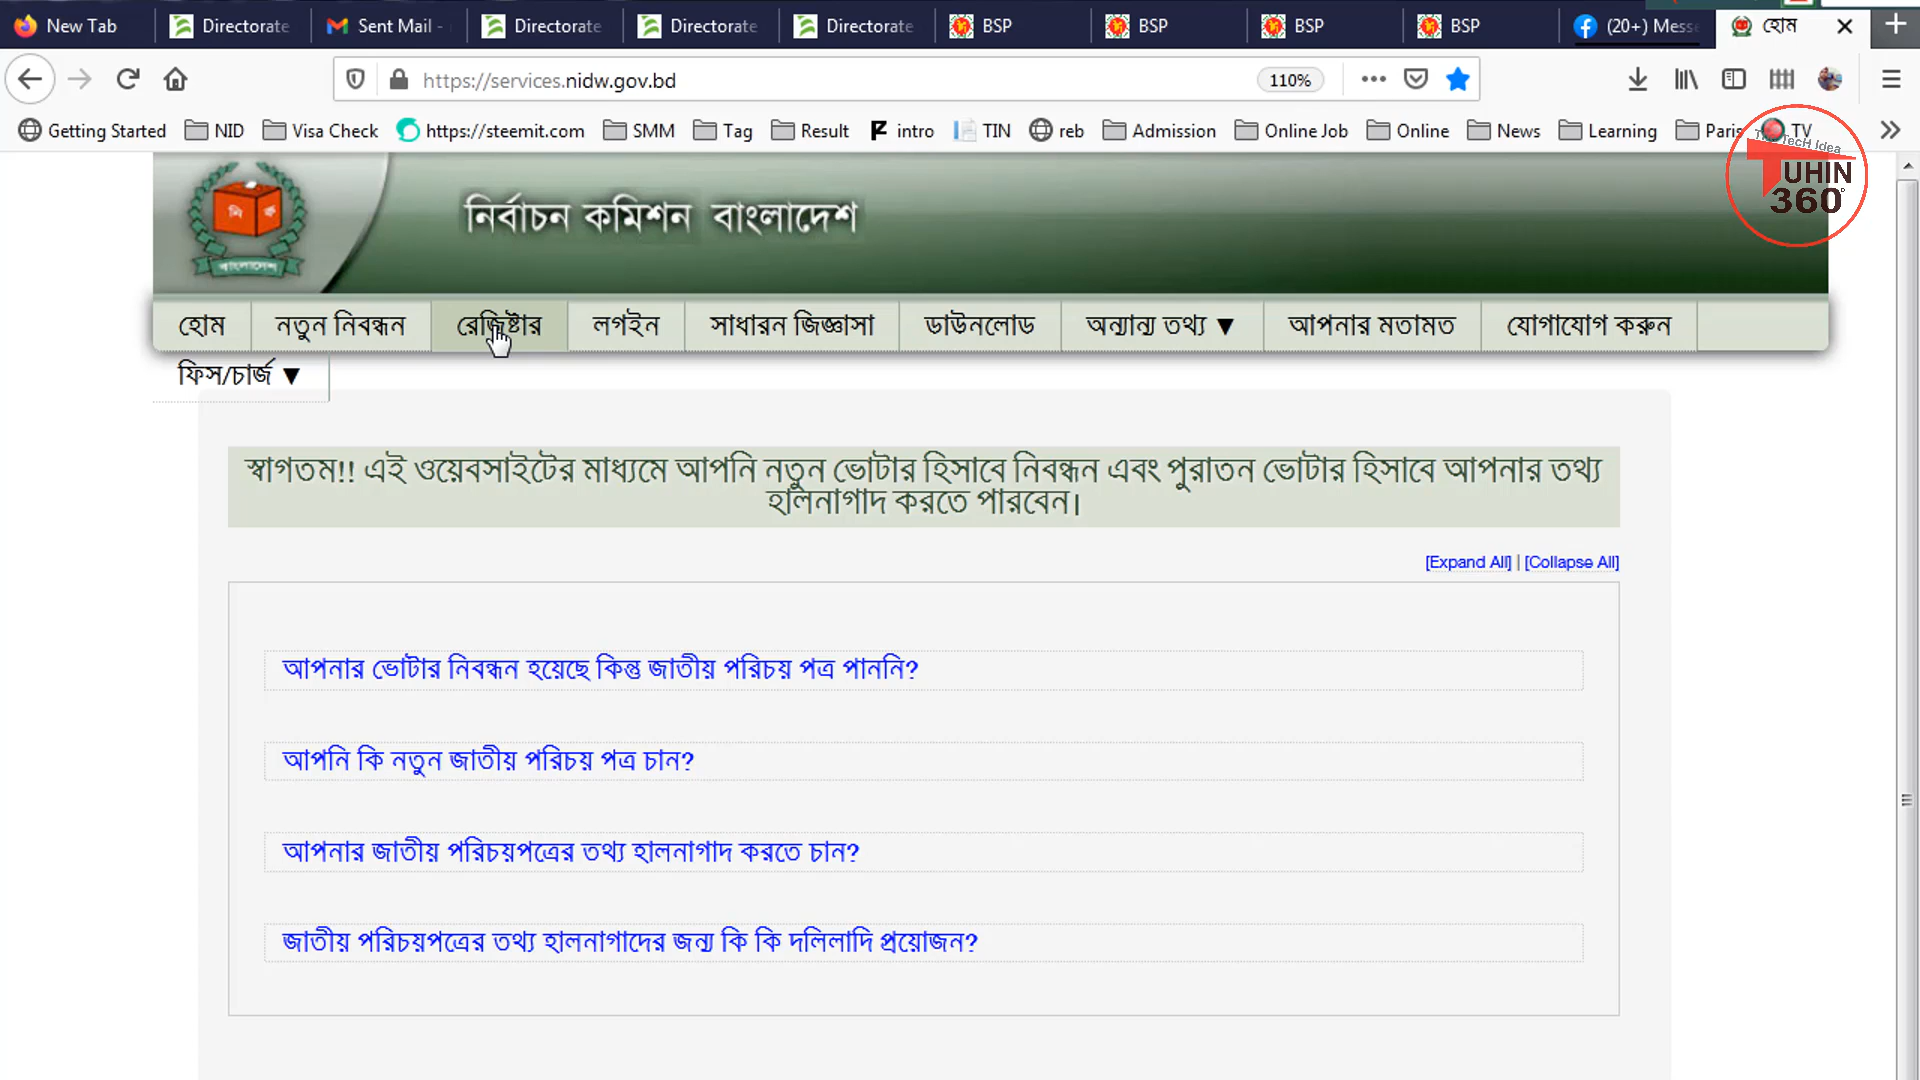 New Tab Directorate Sent Mail - Directorate Directorate Directorate BSP BSP BSP BSP (20+) Messe হোম
https://services.nidw.gov.bd 110%
Getting Started NID Visa Check https://steemit.com SMM Tag Result intro TIN reb Admission Online Job Online News Learning Paris TV
TecH Idea
TUHIN
360°
নির্বাচন কমিশন বাংলাদেশ
নি ক
বাংলাদেশ
হোম নতুন নিবন্ধন রেজিষ্টার লগইন সাধারন জিজ্ঞাসা ডাউনলোড অন্যান্য তথ্য ▼ আপনার মতামত যোগাযোগ করুন
ফিস/চার্জ ▼
স্বাগতম!! এই ওয়েবসাইটের মাধ্যমে আপনি নতুন ভোটার হিসাবে নিবন্ধন এবং পুরাতন ভোটার হিসাবে আপনার তথ্য
হালনাগাদ করতে পারবেন।
[Expand All] | [Collapse All]
আপনার ভোটার নিবন্ধন হয়েছে কিন্তু জাতীয় পরিচয় পত্র পাননি?
আপনি কি নতুন জাতীয় পরিচয় পত্র চান?
আপনার জাতীয় পরিচয়পত্রের তথ্য হালনাগাদ করতে চান?
জাতীয় পরিচয়পত্রের তথ্য হালনাগাদের জন্য কি কি দলিলাদি প্রয়োজন?